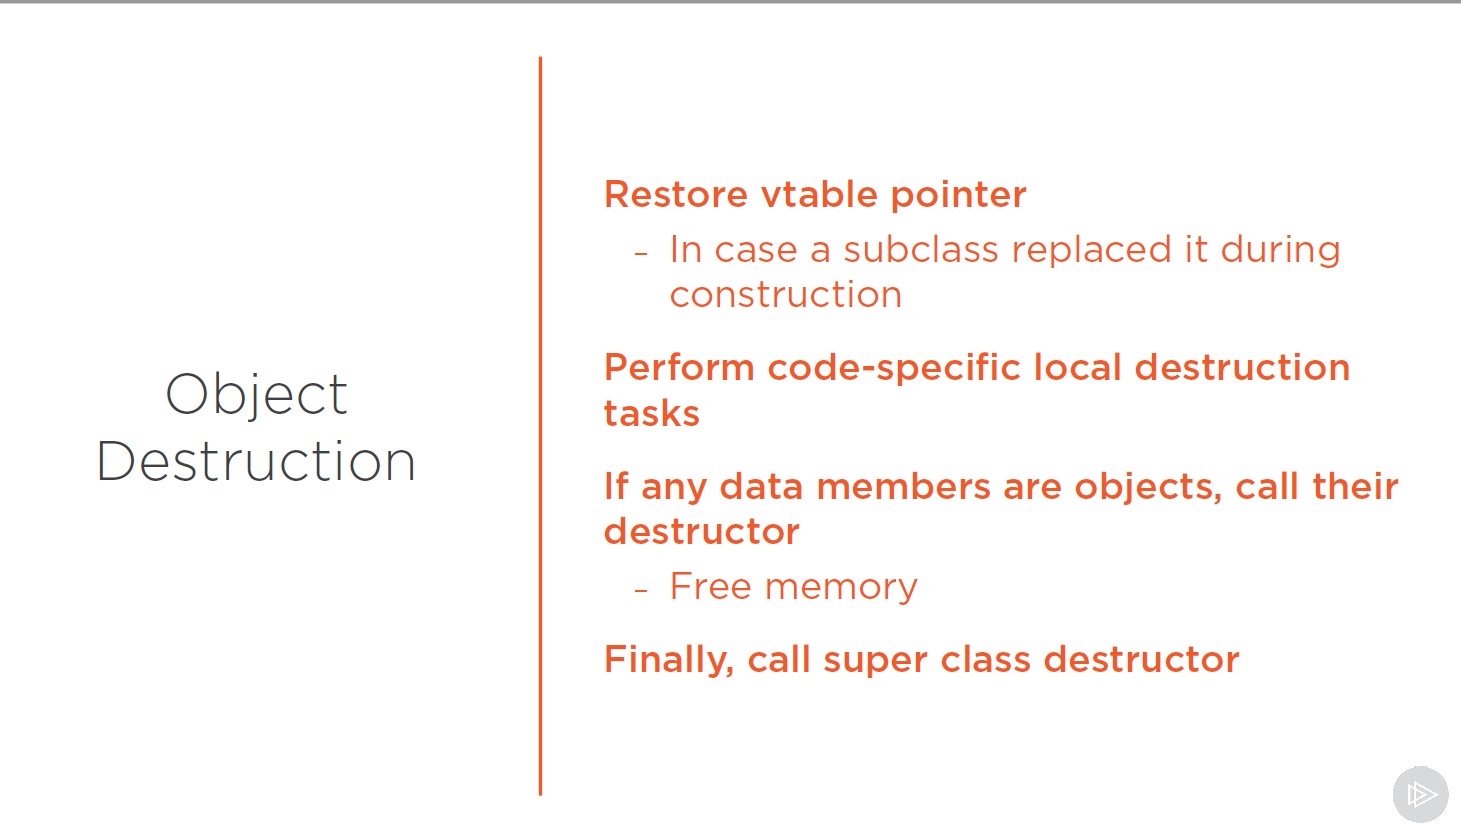 Object
Destruction
Restore vtable pointer
- In case a subclass replaced it during
construction
Perform code-specific local destruction
tasks
If any data members are objects, call their
destructor
- Free memory
Finally, call super class destructor